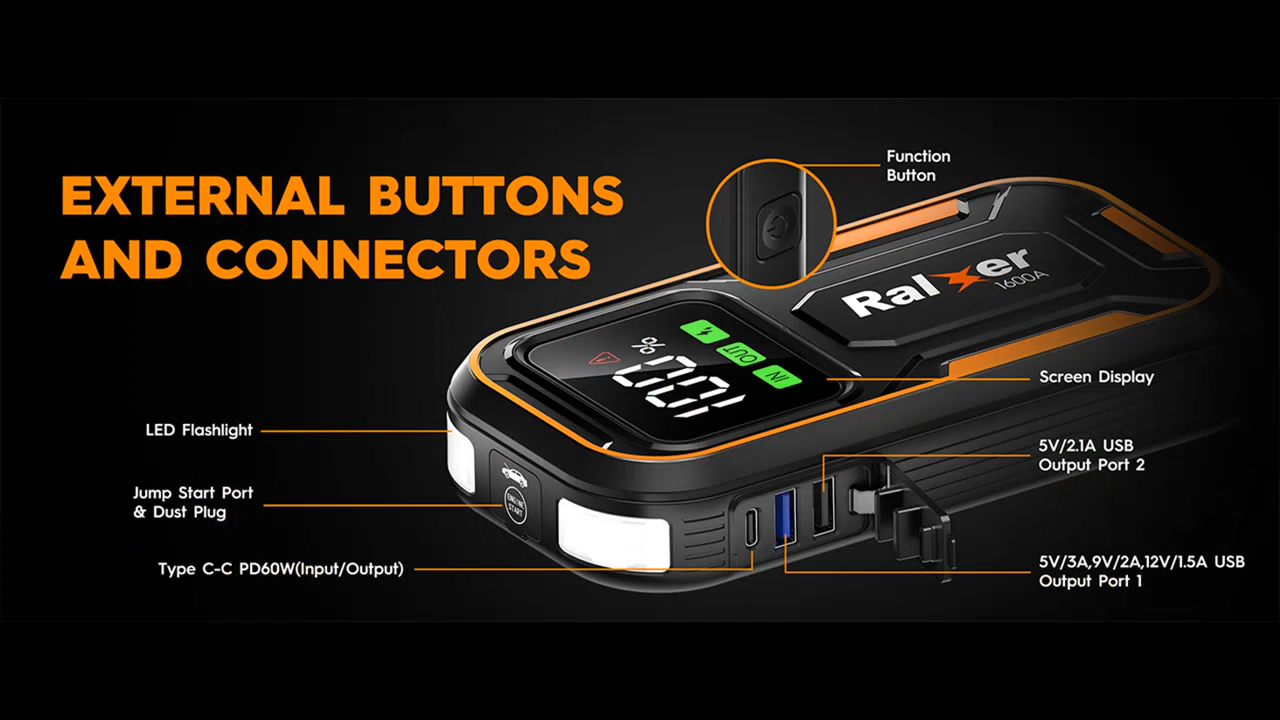 EXTERNAL BUTTONS
AND CONNECTORS
Function
Button
Ralxer
1600A
%
100
OUT
IN
Screen Display
LED Flashlight
5V/2.1A USB
Output Port 2
Jump Start Port
& Dust Plug
ENGINE
START
Type C-C PD60W(Input/Output)
5V/3A,9V/2A,12V/1.5A USB
Output Port 1